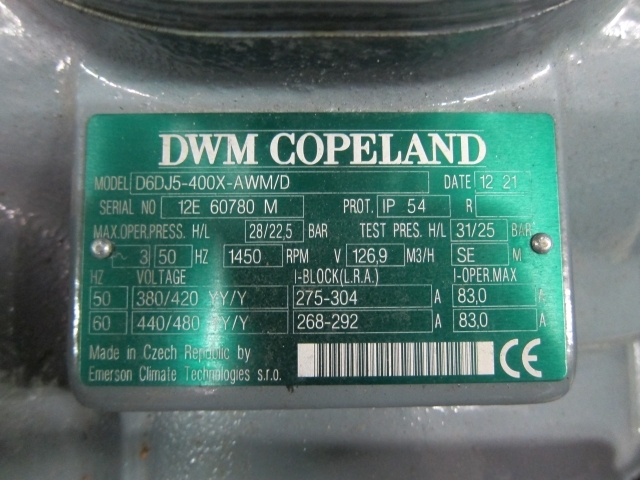 DWM COPELAND
MODEL D6DJ5-400X-AWM/D DATE 12 21
SERIAL NO 12E 60780 M PROT. IP 54 R
MAX.OPER.PRESS. H/L 28/22,5 BAR TEST PRESS. H/L 31/25 BAR
~ 3 50 HZ 1450 RPM V 126,9 M3/H SE M
HZ VOLTAGE I-BLOCK(L.R.A.) I-OPER.MAX
50 380/420 YY/Y 275-304 A 83,0 A
60 440/480 YY/Y 268-292 A 83,0 A
Made in Czech Republic by
Emerson Climate Technologies s.r.o. CE